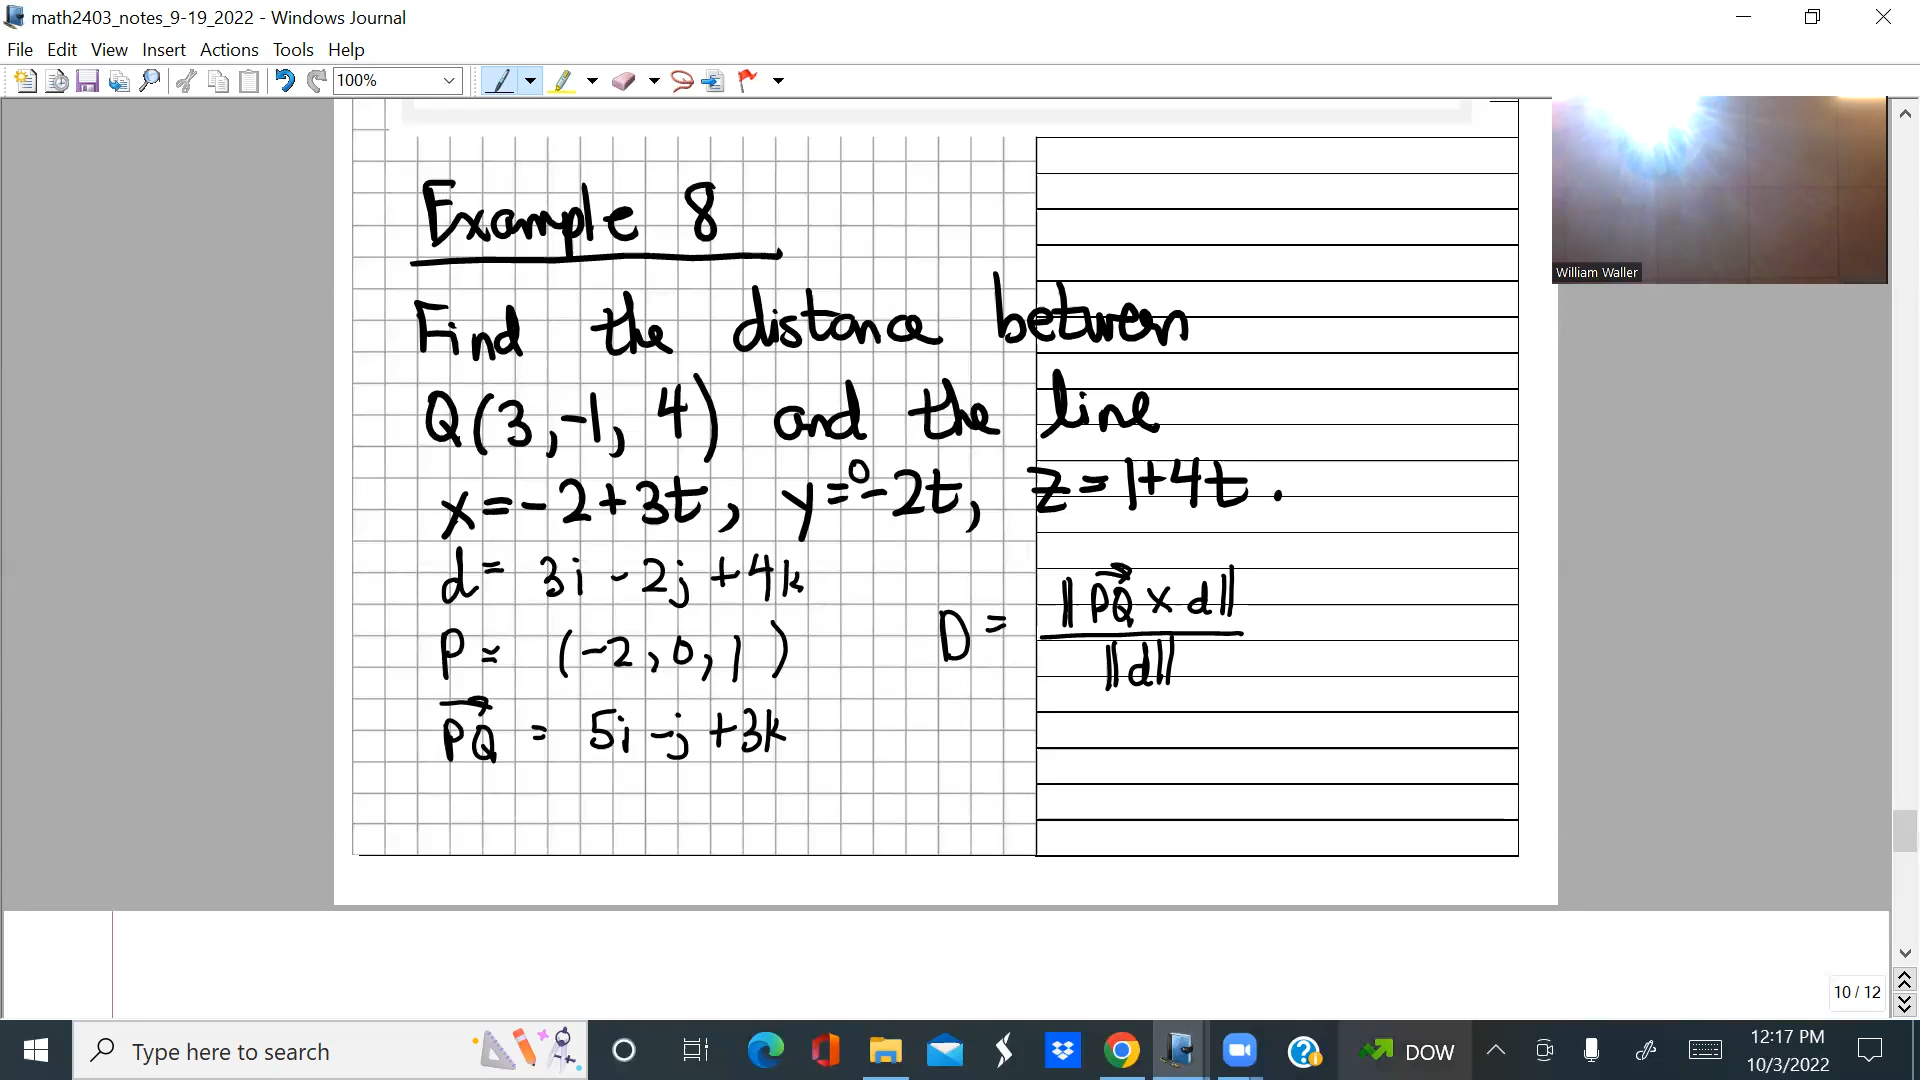 math2403_notes_9-19_2022 - Windows Journal
File Edit View Insert Actions Tools Help
100%
William Waller
Example 8
Find the distance between
Q(3,-1, 4) and the line
x=-2+3t, y=0-2t, z=1+4t.
d= 3i -2j +4k
P= (-2,0,1)
D= ‖PQ→ × d‖
‖d‖
PQ→ = 5i -j +3k
10 / 12
Type here to search
DOW
12:17 PM
10/3/2022